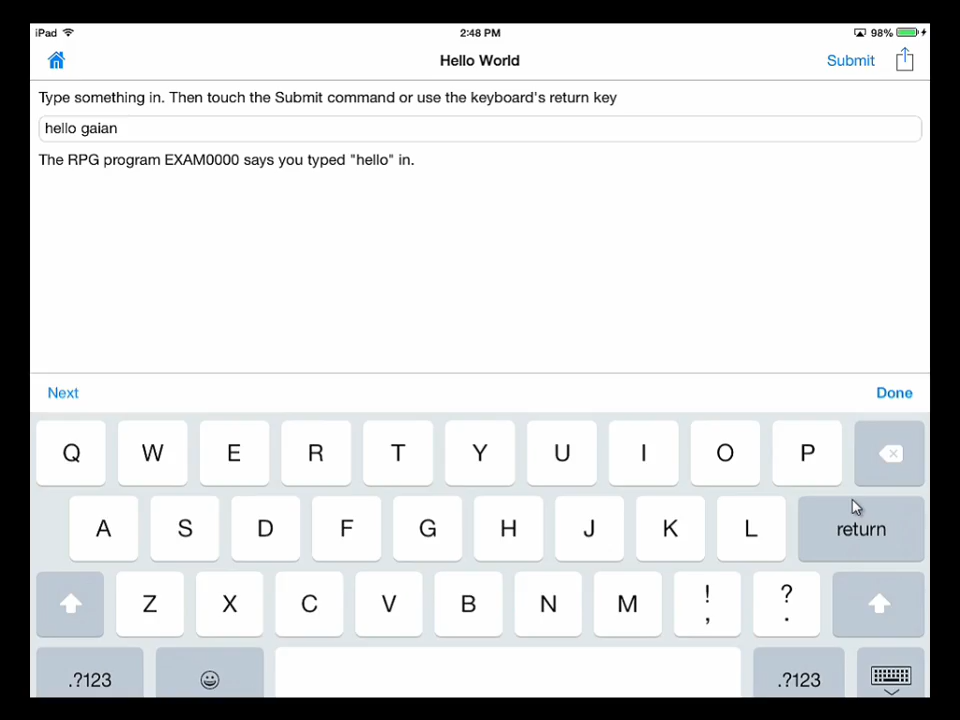 iPad 2:48 PM 98%
Hello World Submit
Type something in. Then touch the Submit command or use the keyboard's return key
hello gaian
The RPG program EXAM0000 says you typed "hello" in.
Next Done
Q W E R T Y U I O P
A S D F G H J K L return
Z X C V B N M ! ?
, .
.?123 .?123